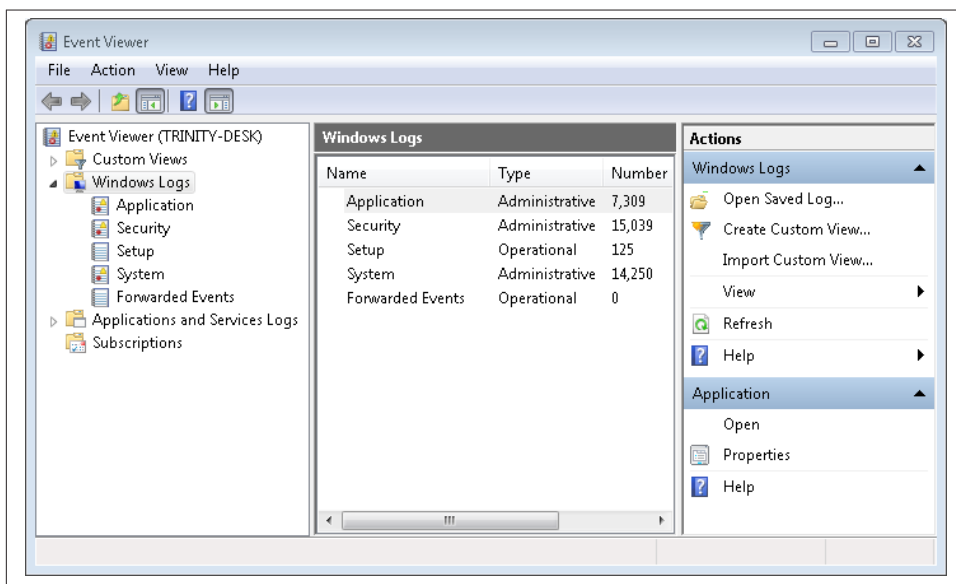 Event Viewer
File Action View Help
Event Viewer (TRINITY-DESK)
Custom Views
Windows Logs
Application
Security
Setup
System
Forwarded Events
Applications and Services Logs
Subscriptions
Windows Logs
Name Type Number
Application Administrative 7,309
Security Administrative 15,039
Setup Operational 125
System Administrative 14,250
Forwarded Events Operational 0
Actions
Windows Logs
Open Saved Log...
Create Custom View...
Import Custom View...
View
Refresh
Help
Application
Open
Properties
Help